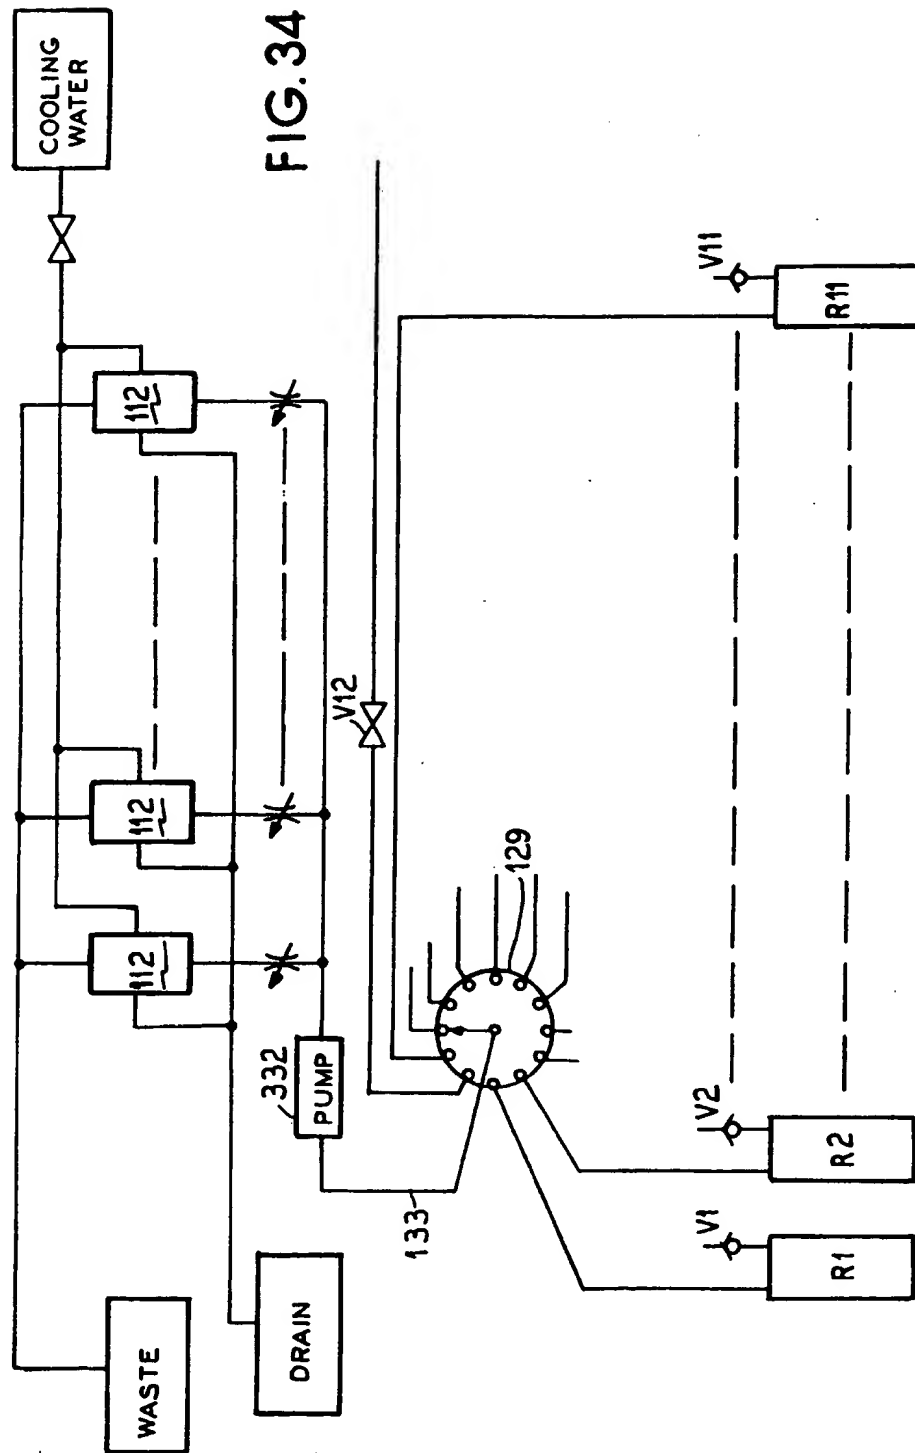 COOLING
WATER
FIG. 34
112
112
112
V12
332
PUMP
133
129
WASTE
DRAIN
V1
V2
V11
R1
R2
R11